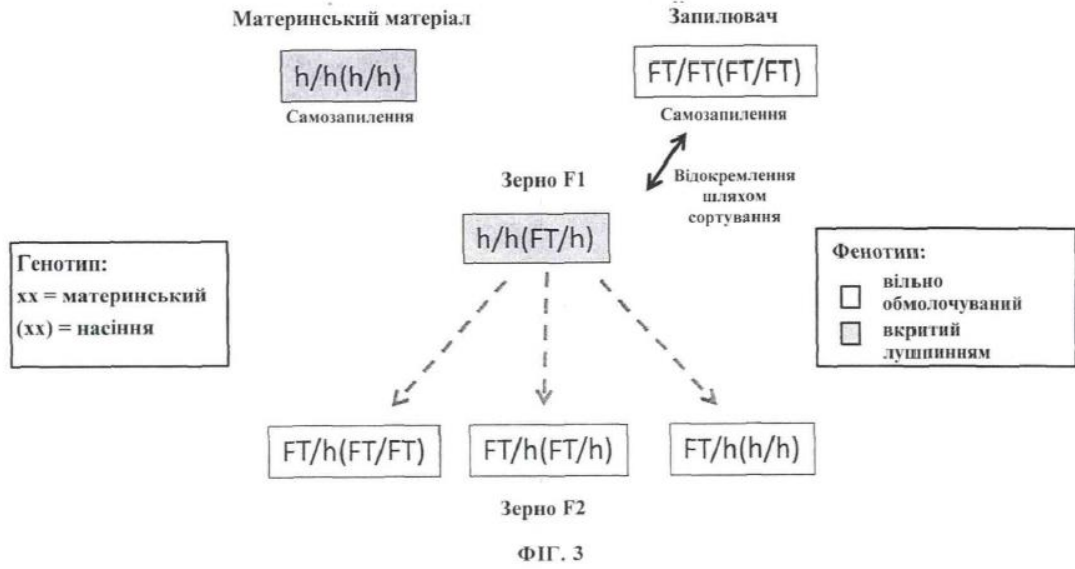 Материнський матеріал
Запилювач
h/h(h/h)
FT/FT(FT/FT)
Самозапилення
Самозапилення
Зерно F1
Відокремлення
шляхом
сортування
h/h(FT/h)
Генотип:
xx = материнський
(xx) = насіння
Фенотип:
вільно
обмолочуваний
вкритий
лушпинням
FT/h(FT/FT)
FT/h(FT/h)
FT/h(h/h)
Зерно F2
ФІГ. 3